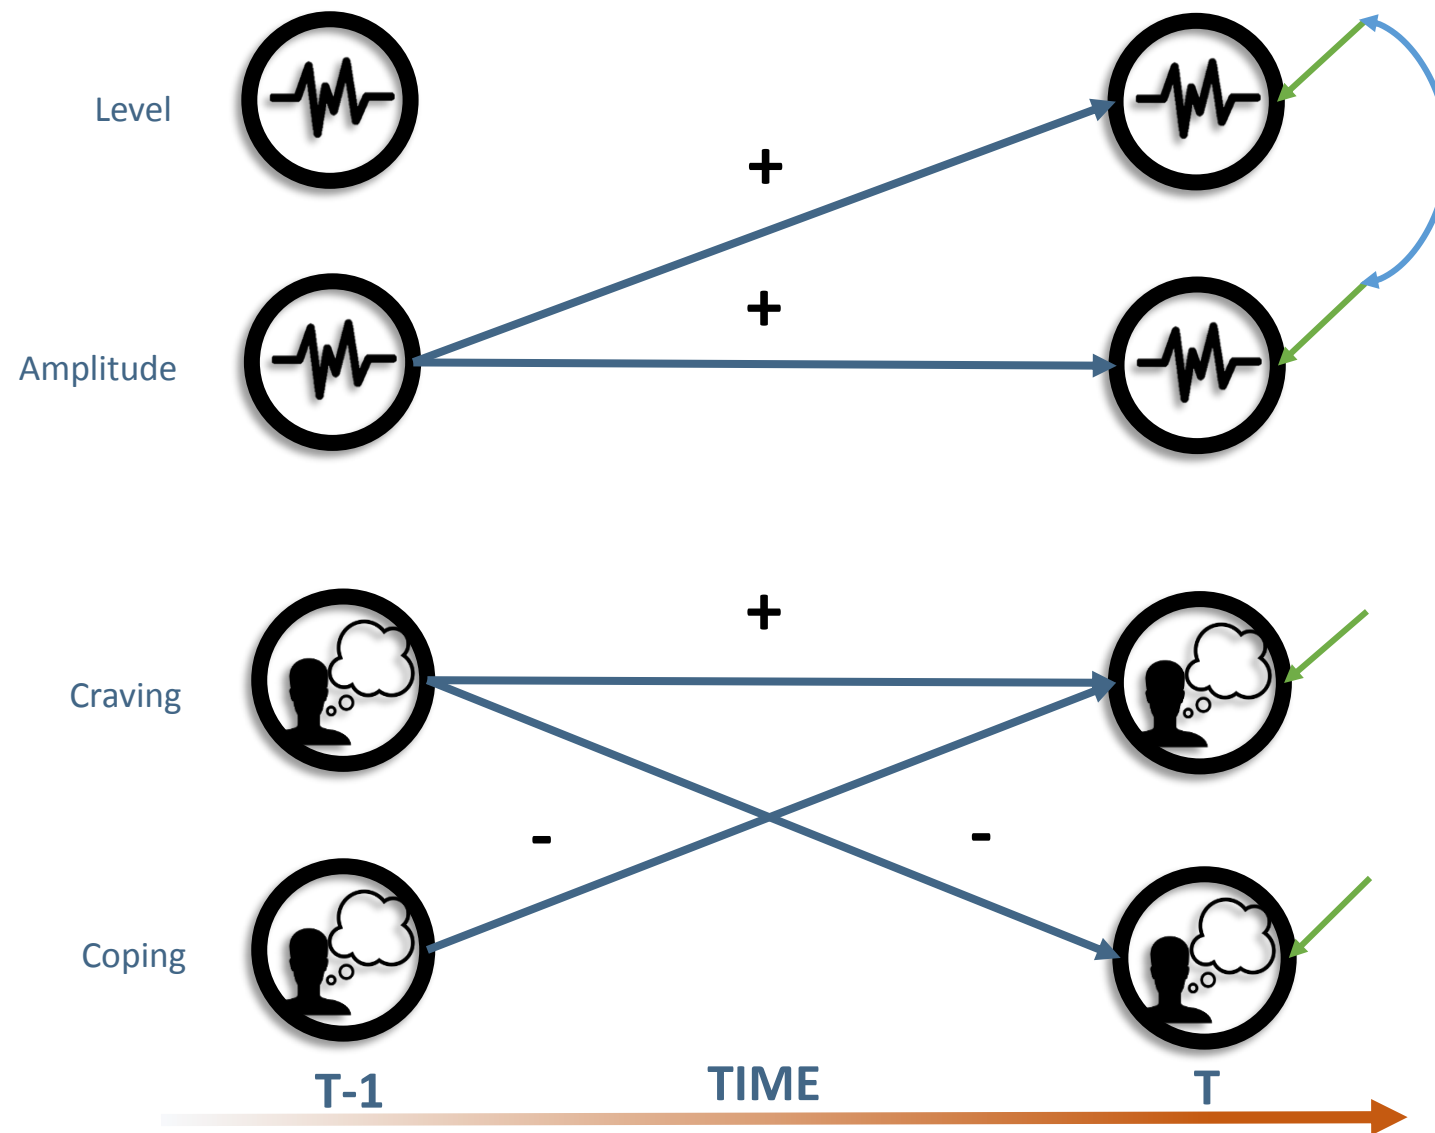 Level
+
+
Amplitude
+
Craving
-
-
Coping
T-1
TIME
T